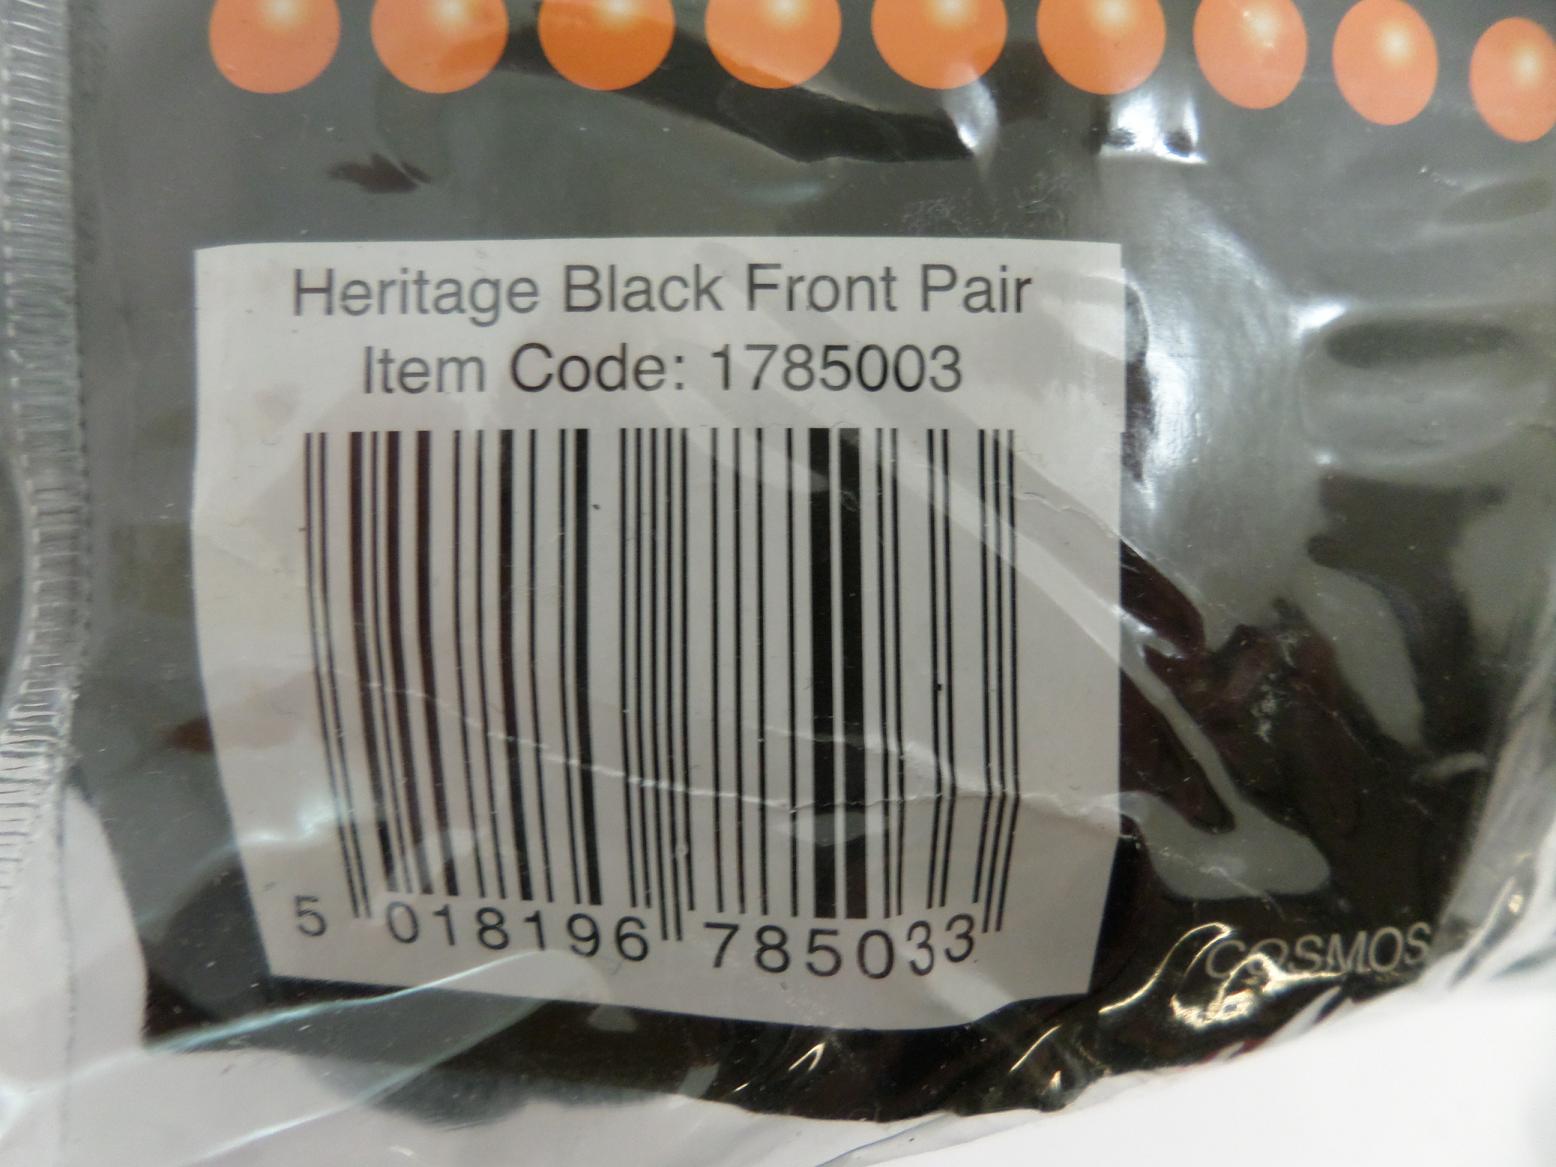 Heritage Black Front Pair
Item Code: 1785003
5 018196 785033
COSMOS